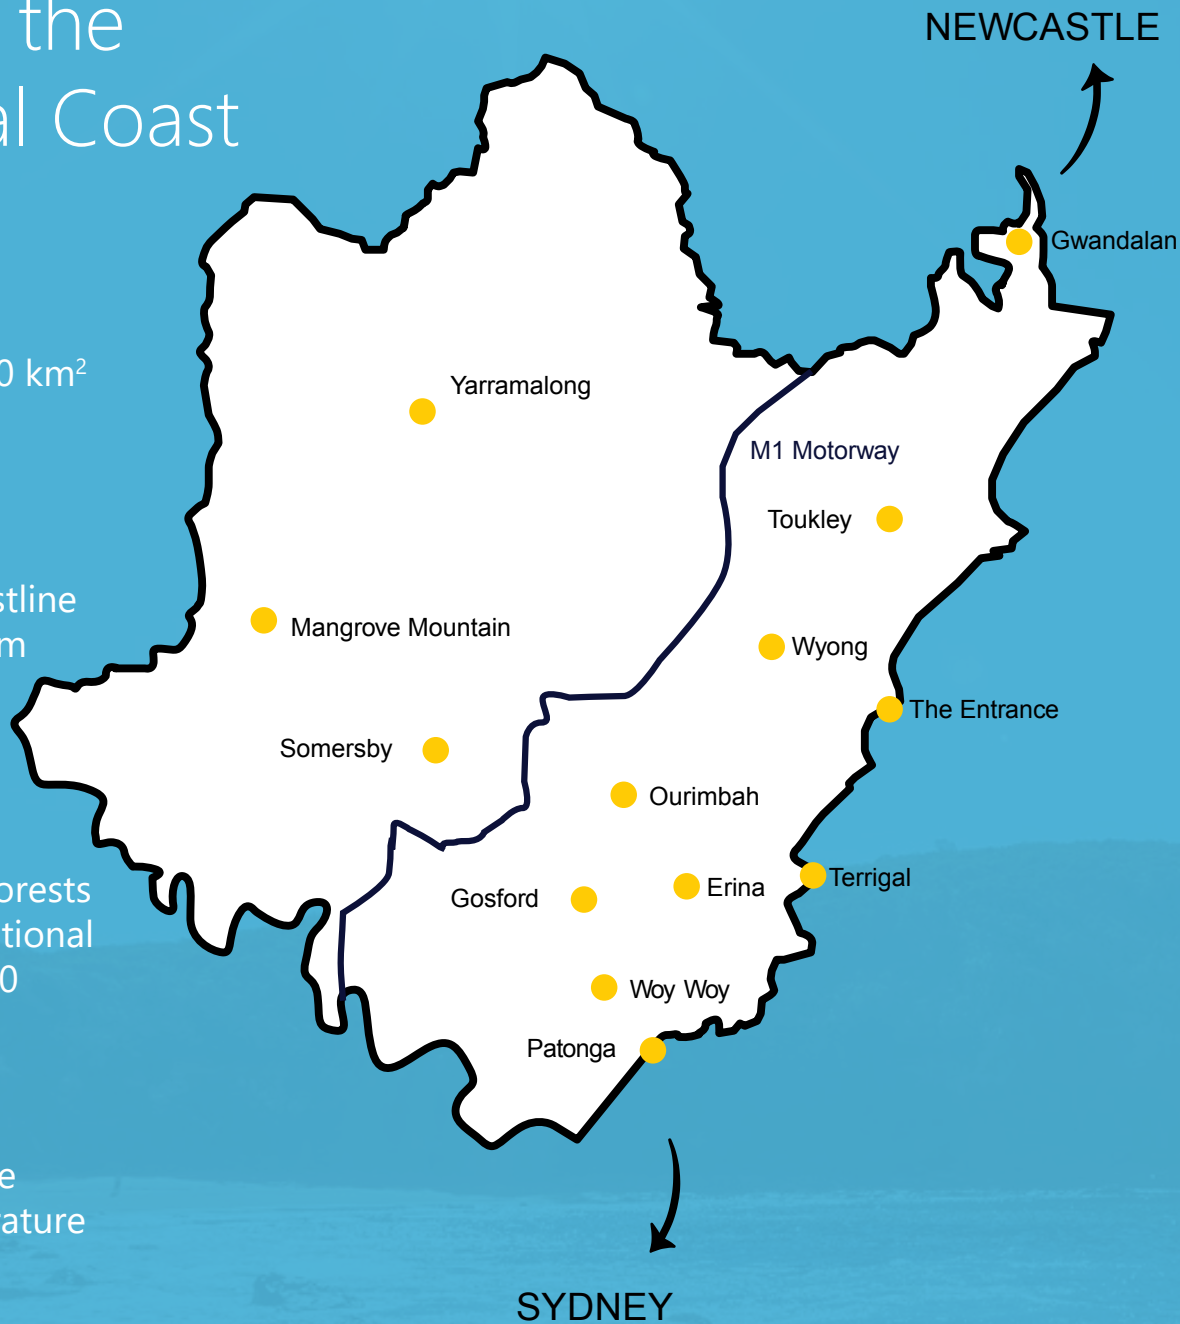 the
al Coast
0 km²
stline
m
orests
tional
0
e
ature
NEWCASTLE
Gwandalan
Yarramalong
M1 Motorway
Toukley
Mangrove Mountain
Wyong
The Entrance
Somersby
Ourimbah
Terrigal
Erina
Gosford
Woy Woy
Patonga
SYDNEY